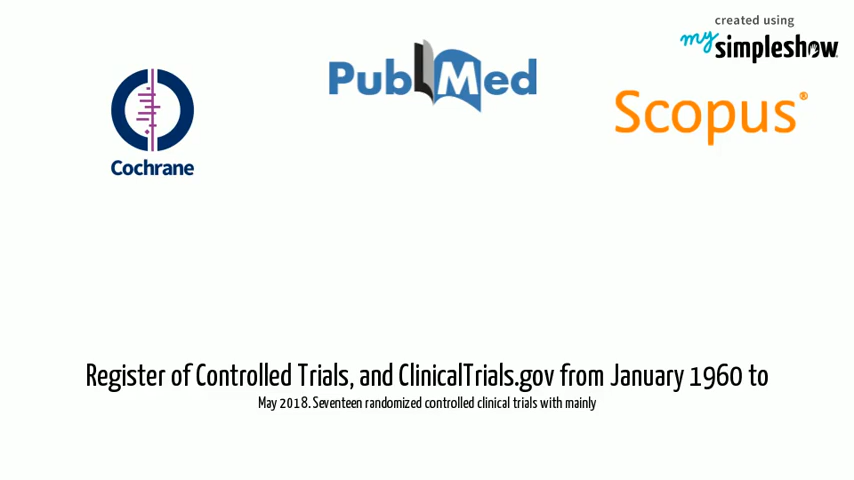 created using
my simpleshow
PubMed
Scopus®
Cochrane
Register of Controlled Trials, and ClinicalTrials.gov from January 1960 to
May 2018. Seventeen randomized controlled clinical trials with mainly